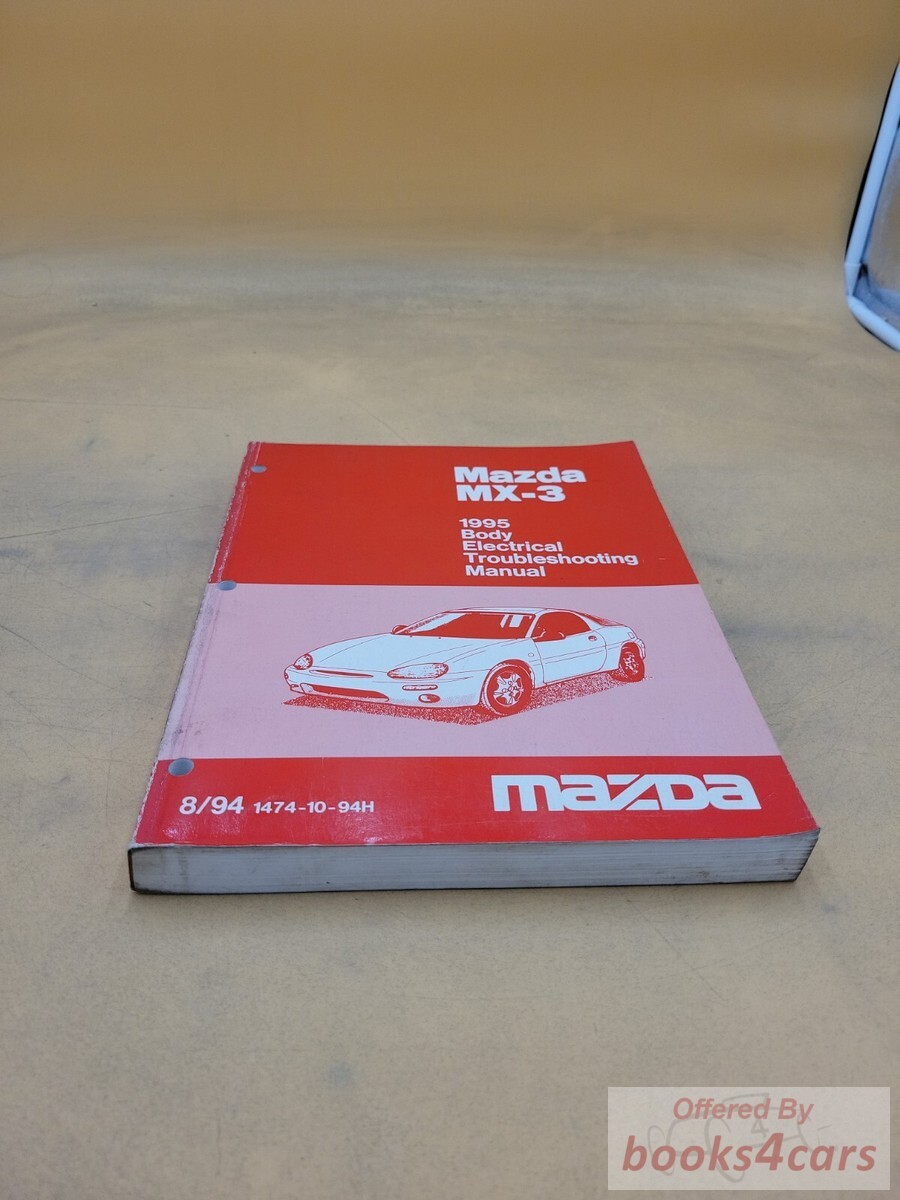 Mazda
MX-3
1995
Body
Electrical
Troubleshooting
Manual
8/94 1474-10-94H
mazda
Offered By
books4cars